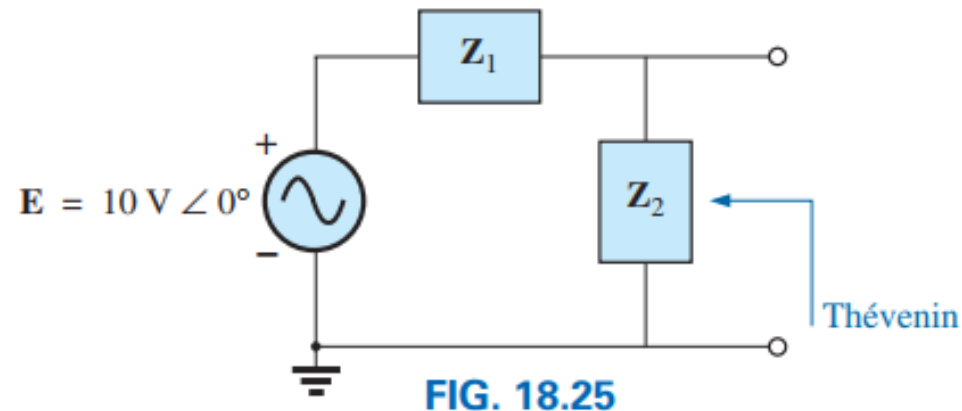 Z₁
+
E = 10 V ∠ 0°
Z₂
–
Thévenin
FIG. 18.25